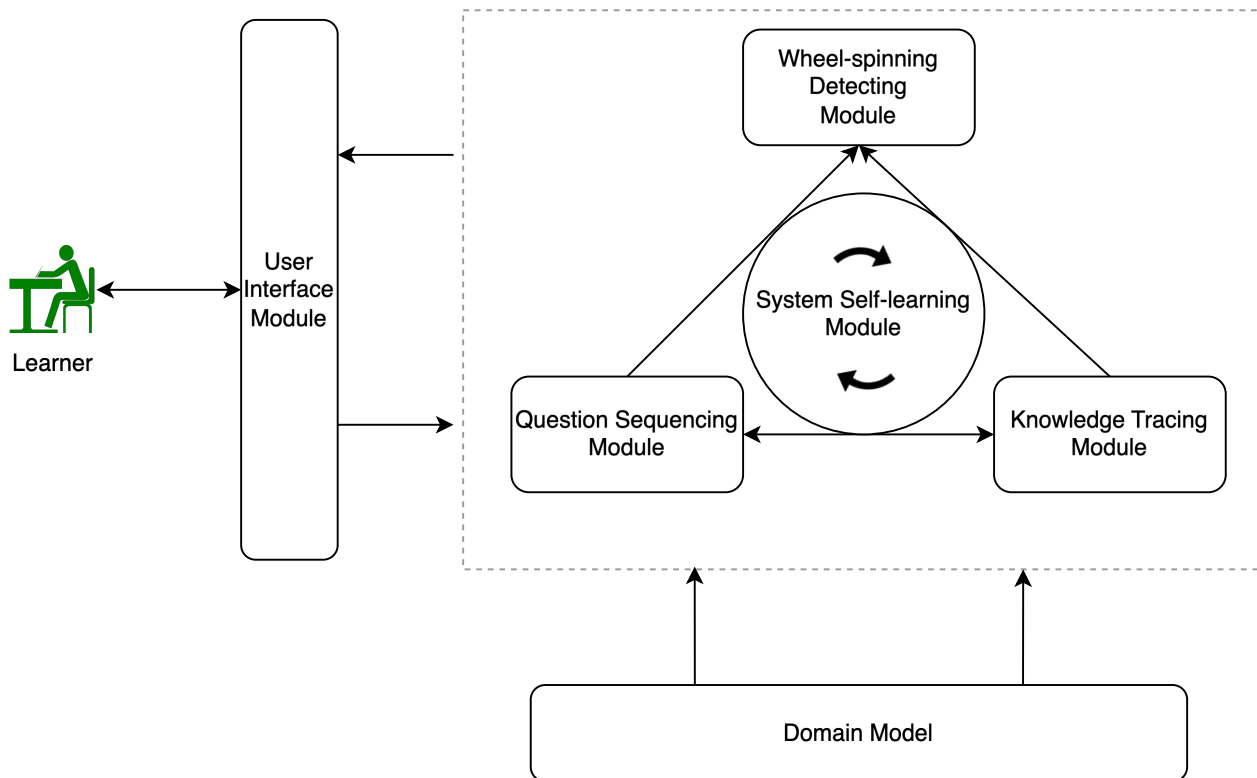 Wheel-spinning
Detecting
Module
User
Interface
Module
System Self-learning
Module
Learner
Question Sequencing
Module
Knowledge Tracing
Module
Domain Model